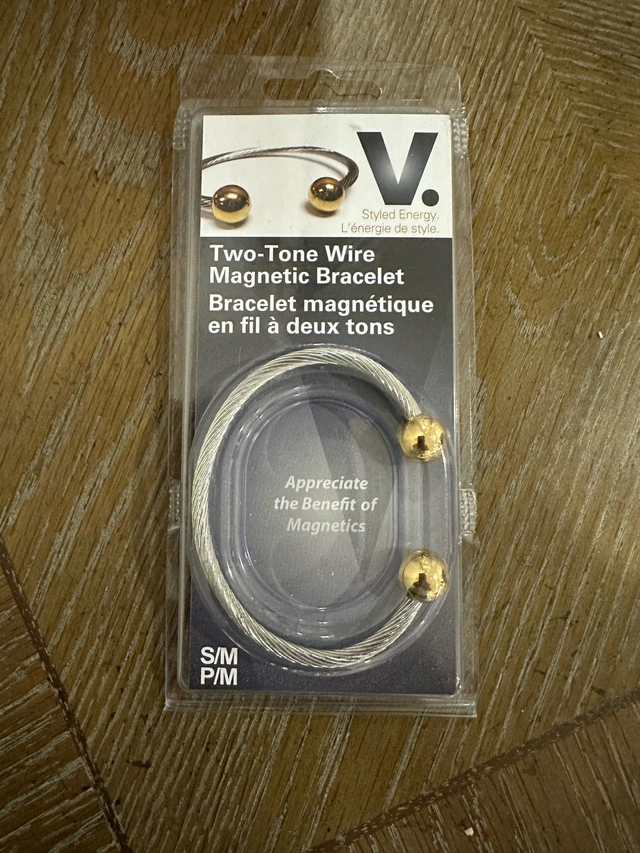 V.
Styled Energy.
L'énergie de style.
Two-Tone Wire
Magnetic Bracelet
Bracelet magnétique
en fil à deux tons
Appreciate
the Benefit of
Magnetics
S/M
P/M